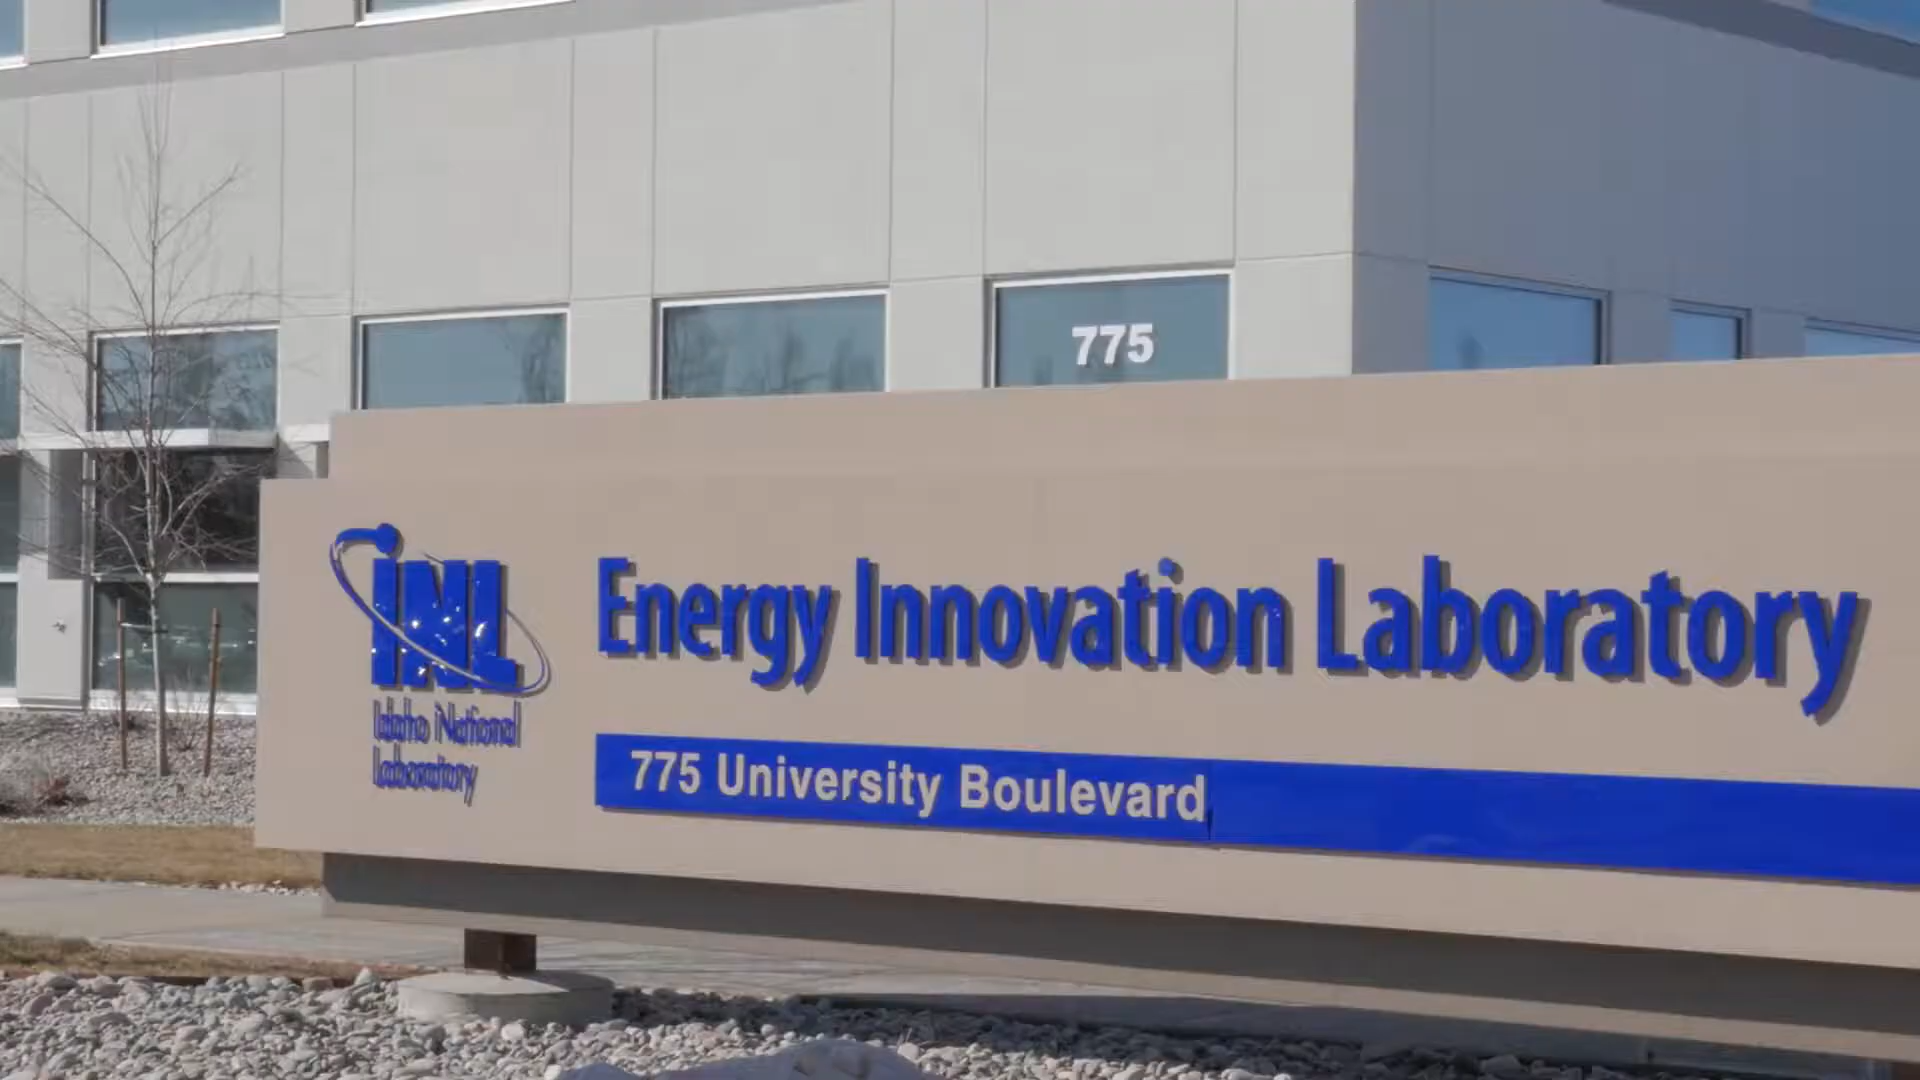 775
INL
Idaho National
Laboratory
Energy Innovation Laboratory
775 University Boulevard